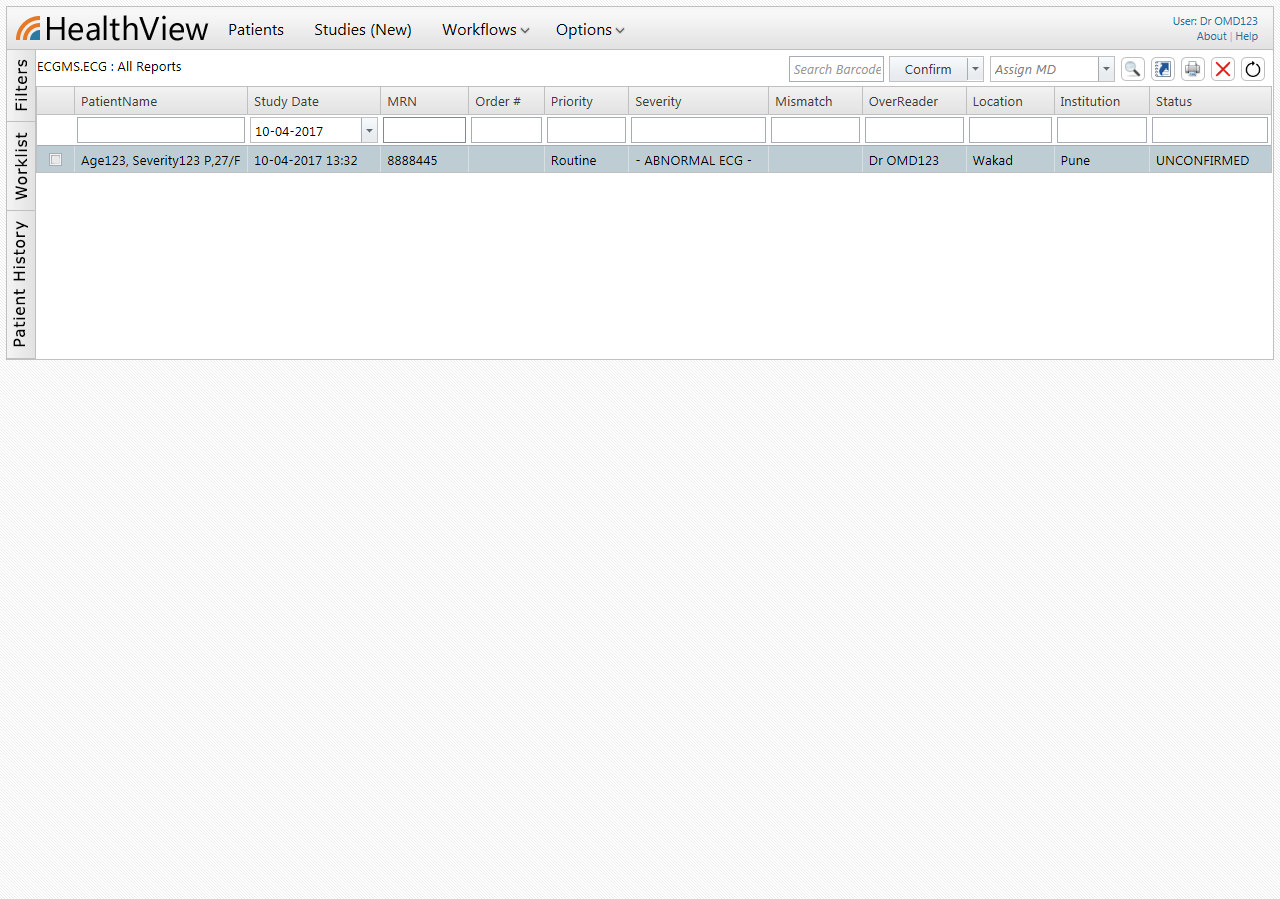 HealthView Patients Studies (New) Workflows Options User: Dr OMD123
About | Help
Filters
Worklist
Patient History
ECGMS.ECG : All Reports Search Barcode Confirm Assign MD
PatientName Study Date MRN Order # Priority Severity Mismatch OverReader Location Institution Status
10-04-2017
Age123, Severity123 P,27/F 10-04-2017 13:32 8888445 Routine - ABNORMAL ECG - Dr OMD123 Wakad Pune UNCONFIRMED